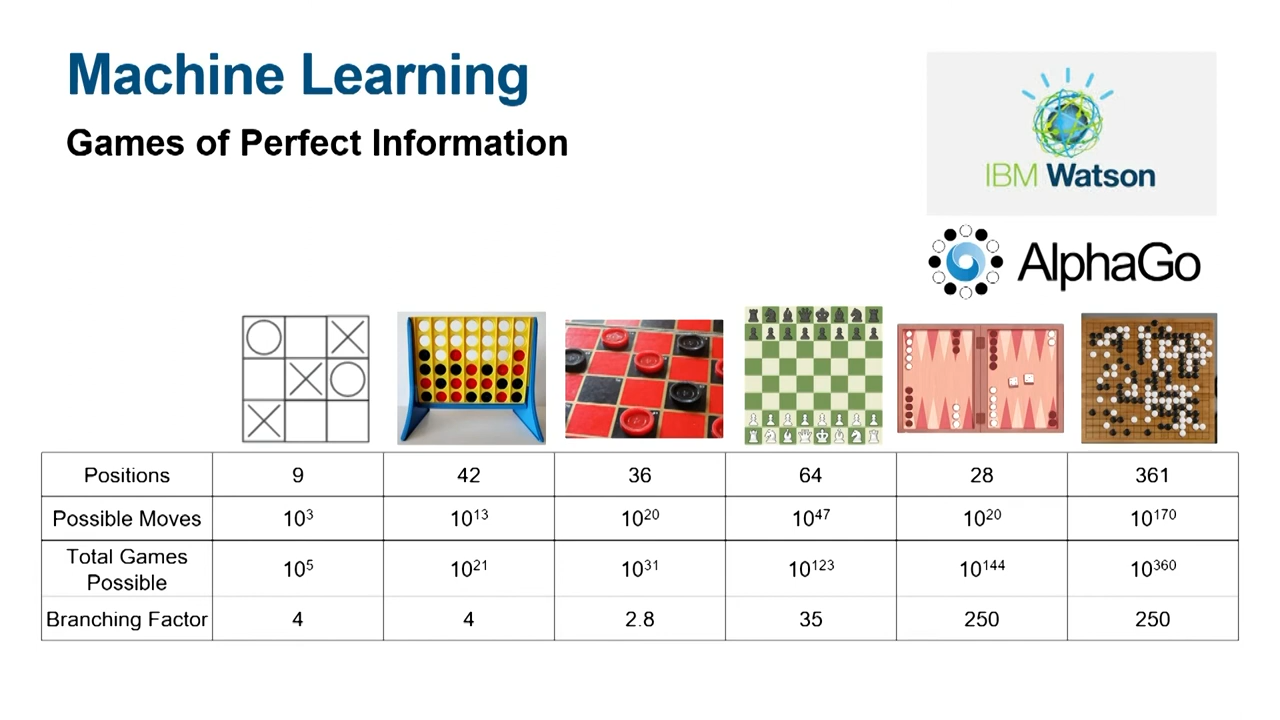 Machine Learning
Games of Perfect Information
IBM Watson
AlphaGo
Positions 9 42 36 64 28 361
Possible Moves 10³ 10¹³ 10²⁰ 10⁴⁷ 10²⁰ 10¹⁷⁰
Total Games Possible 10⁵ 10²¹ 10³¹ 10¹²³ 10¹⁴⁴ 10³⁶⁰
Branching Factor 4 4 2.8 35 250 250